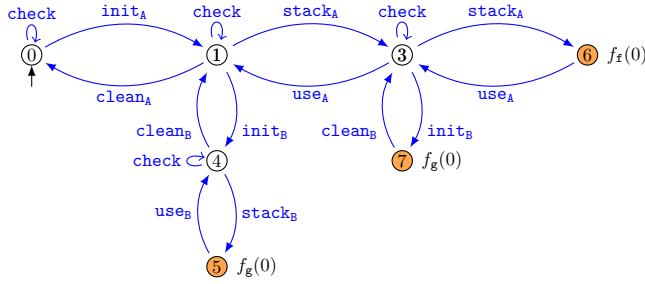 check check check
init_A stack_A stack_A
0 1 3 6 f_f(0)
clean_A use_A use_A
clean_B init_B clean_B init_B
check 4 7 f_g(0)
use_B stack_B
5 f_g(0)